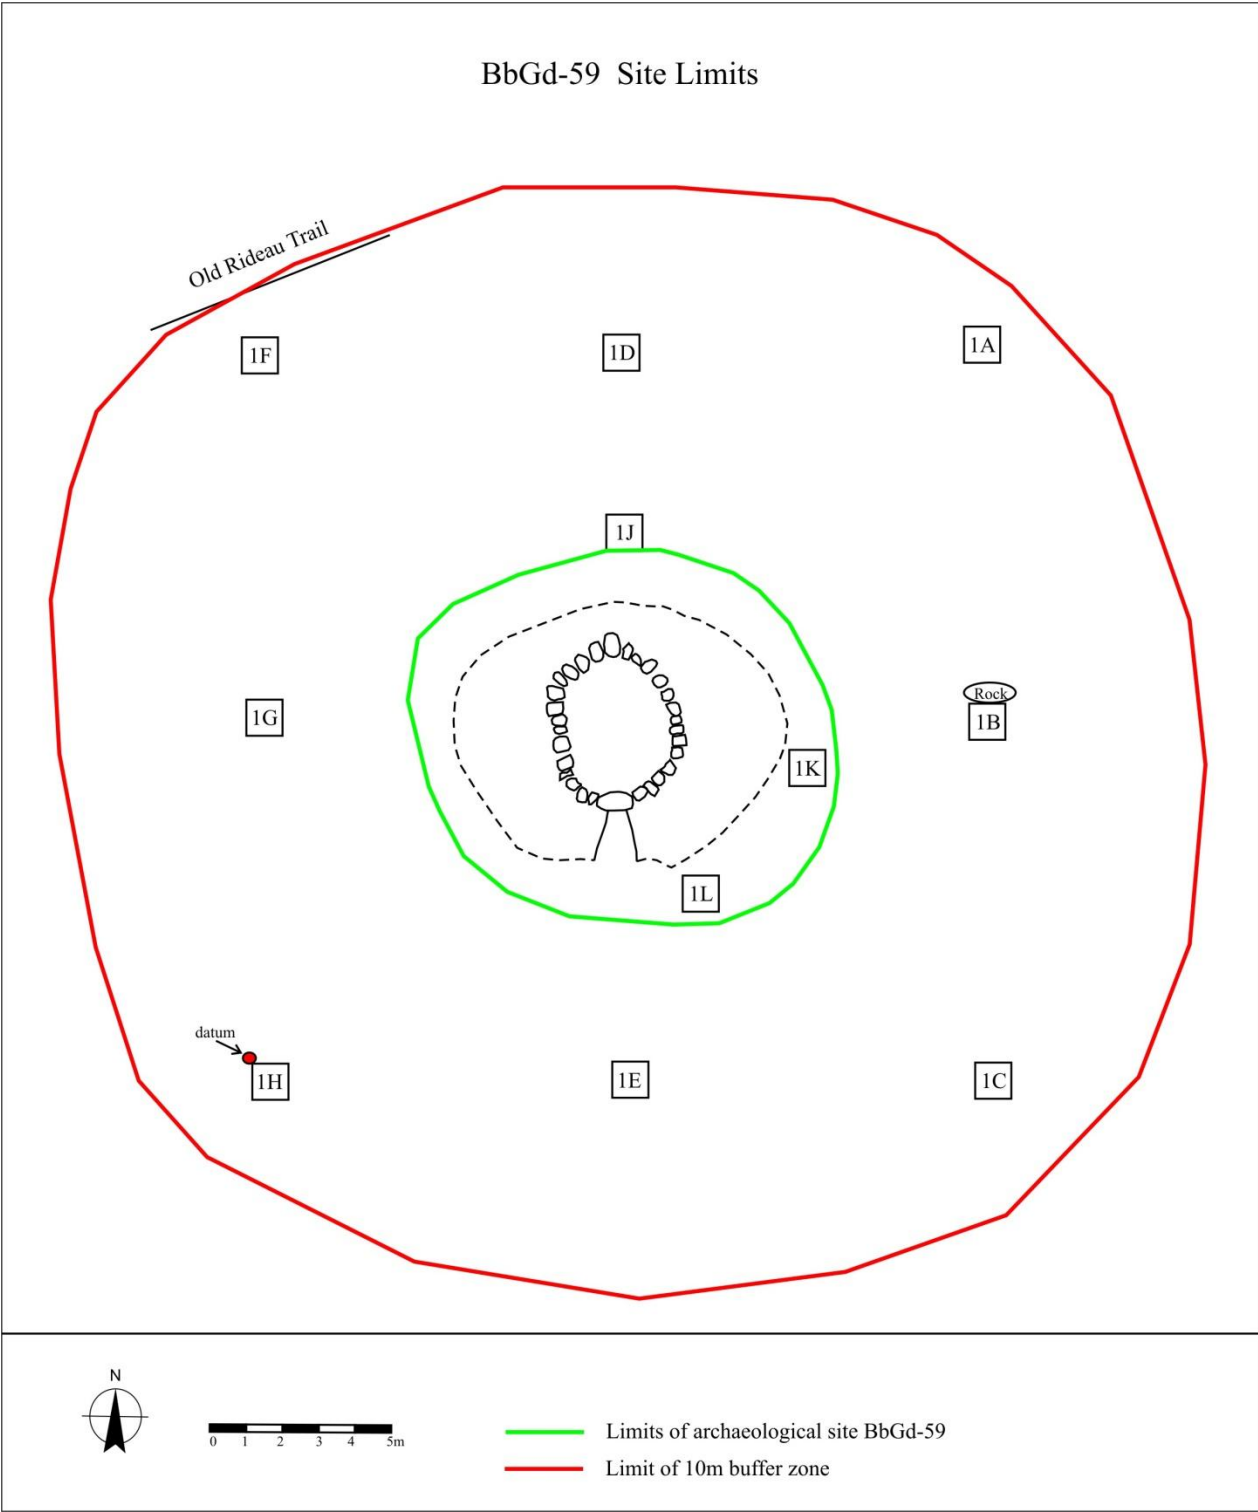 BbGd-59 Site Limits
Old Rideau Trail
1F
1D
1A
1J
1G
Rock
1B
1K
1L
datum
1H
1E
1C
N
0 1 2 3 4 5m
Limits of archaeological site BbGd-59
Limit of 10m buffer zone